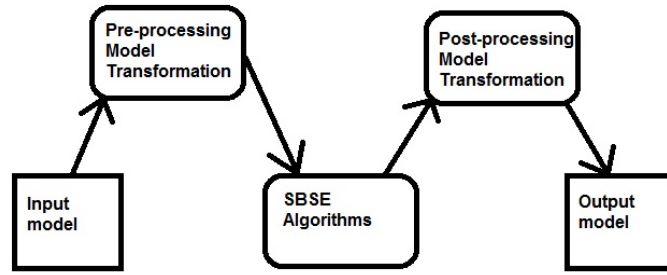 Pre-processing
Model
Transformation
Post-processing
Model
Transformation
Input
model
SBSE
Algorithms
Output
model